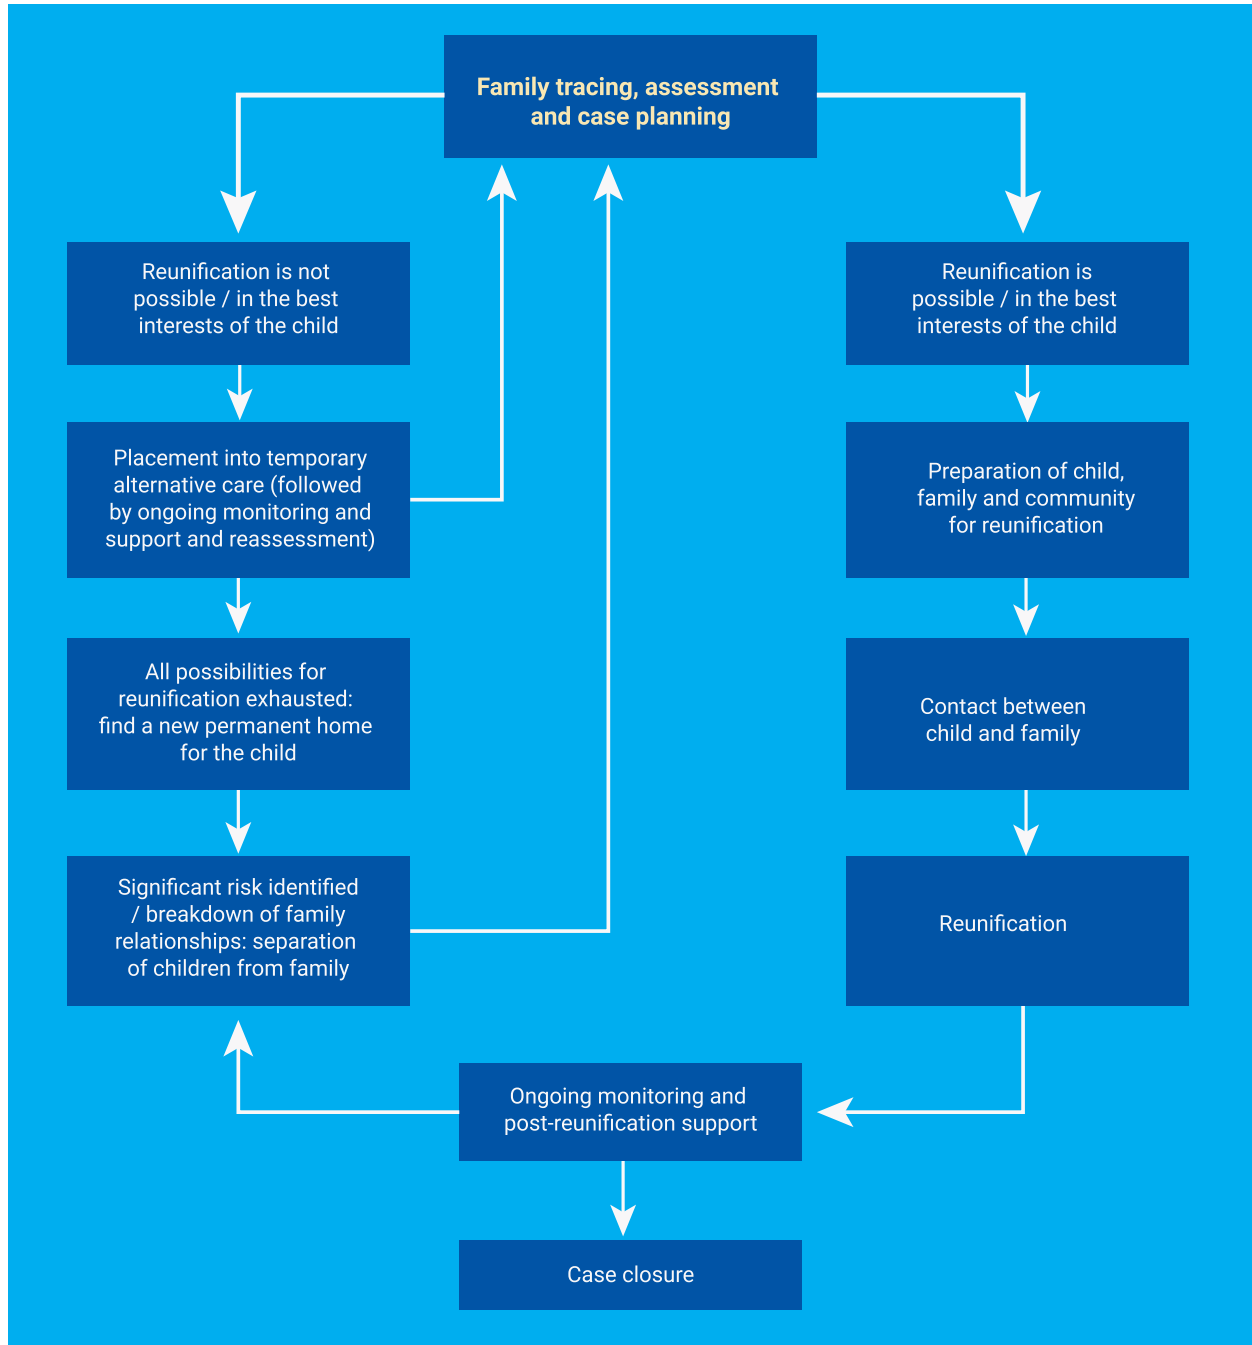 Family tracing, assessment
and case planning
Reunification is not
possible / in the best
interests of the child
Reunification is
possible / in the best
interests of the child
Placement into temporary
alternative care (followed
by ongoing monitoring and
support and reassessment)
Preparation of child,
family and community
for reunification
All possibilities for
reunification exhausted:
find a new permanent home
for the child
Contact between
child and family
Significant risk identified
/ breakdown of family
relationships: separation
of children from family
Reunification
Ongoing monitoring and
post-reunification support
Case closure